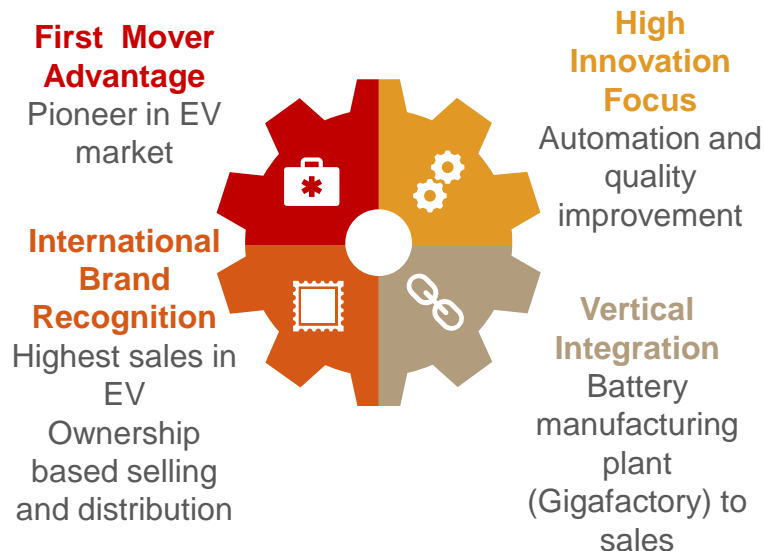 First Mover
Advantage
Pioneer in EV
market
High
Innovation
Focus
Automation and
quality
improvement
International
Brand
Recognition
Highest sales in
EV
Ownership
based selling
and distribution
Vertical
Integration
Battery
manufacturing
plant
(Gigafactory) to
sales